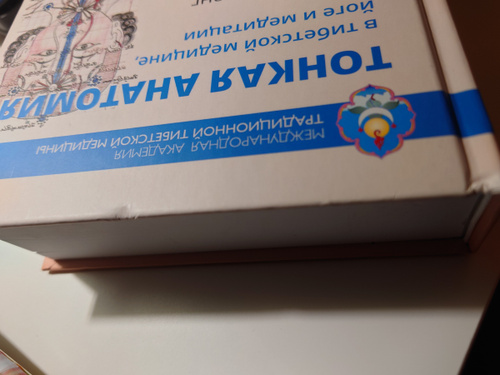 МЕЖДУНАРОДНАЯ АКАДЕМИЯ
ТРАДИЦИОННОЙ ТИБЕТСКОЙ МЕДИЦИНЫ
ТОНКАЯ АНАТОМИЯ
В ТИБЕТСКОЙ МЕДИЦИНЕ,
ЙОГЕ И МЕДИТАЦИИ